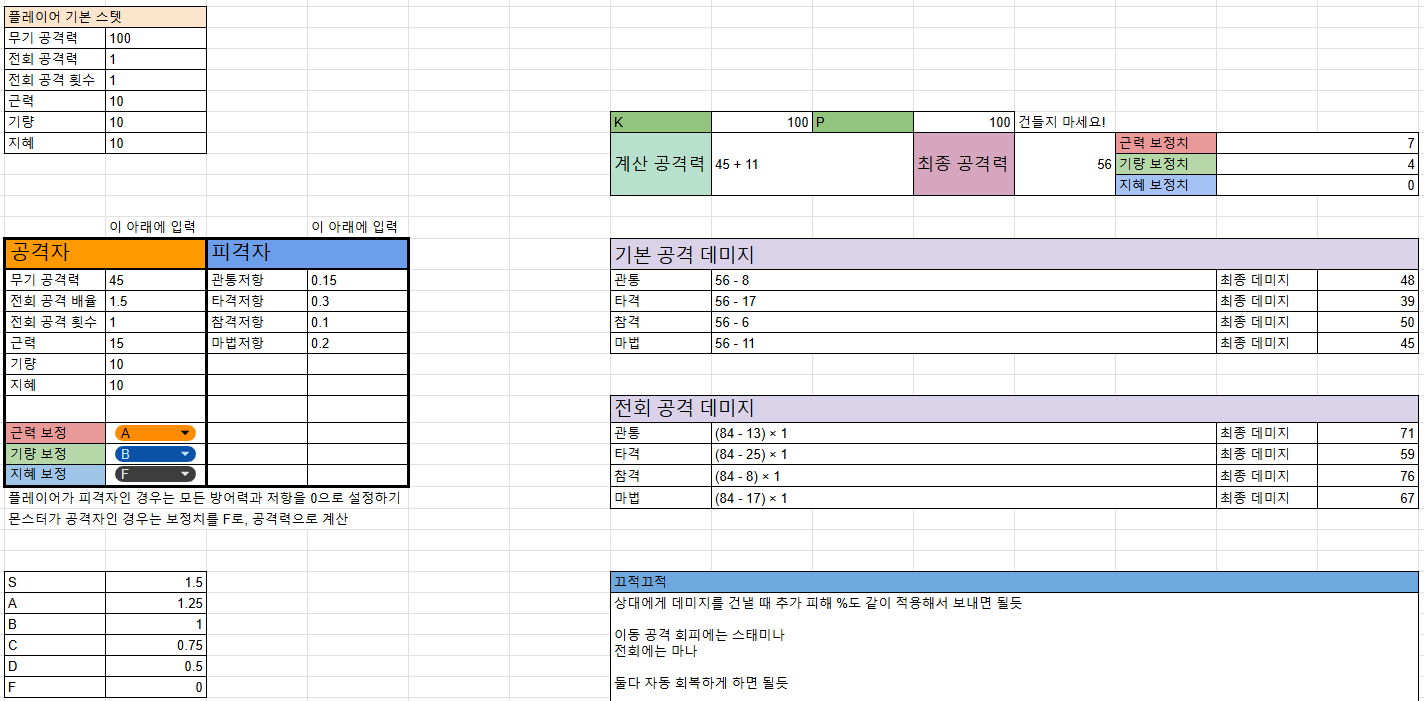 플레이어 기본 스텟
무기 공격력 100
전회 공격력 1
전회 공격 횟수 1
근력 10
기량 10
지혜 10
K 100 P 100 건들지 마세요!
계산 공격력 45 + 11 최종 공격력 56
근력 보정치 7
기량 보정치 4
지혜 보정치 0
이 아래에 입력 이 아래에 입력
공격자 피격자
무기 공격력 45 관통저항 0.15
전회 공격 배율 1.5 타격저항 0.3
전회 공격 횟수 1 참격저항 0.1
근력 15 마법저항 0.2
기량 10
지혜 10
근력 보정 A
기량 보정 B
지혜 보정 F
플레이어가 피격자인 경우는 모든 방어력과 저항을 0으로 설정하기
몬스터가 공격자인 경우는 보정치를 F로, 공격력으로 계산
기본 공격 데미지
관통 56 - 8 최종 데미지 48
타격 56 - 17 최종 데미지 39
참격 56 - 6 최종 데미지 50
마법 56 - 11 최종 데미지 45
전회 공격 데미지
관통 (84 - 13) × 1 최종 데미지 71
타격 (84 - 25) × 1 최종 데미지 59
참격 (84 - 8) × 1 최종 데미지 76
마법 (84 - 17) × 1 최종 데미지 67
S 1.5
A 1.25
B 1
C 0.75
D 0.5
F 0
끄적끄적
상대에게 데미지를 건낼 때 추가 피해 %도 같이 적용해서 보내면 될듯
이동 공격 회피에는 스태미나
전회에는 마나
둘다 자동 회복하게 하면 될듯